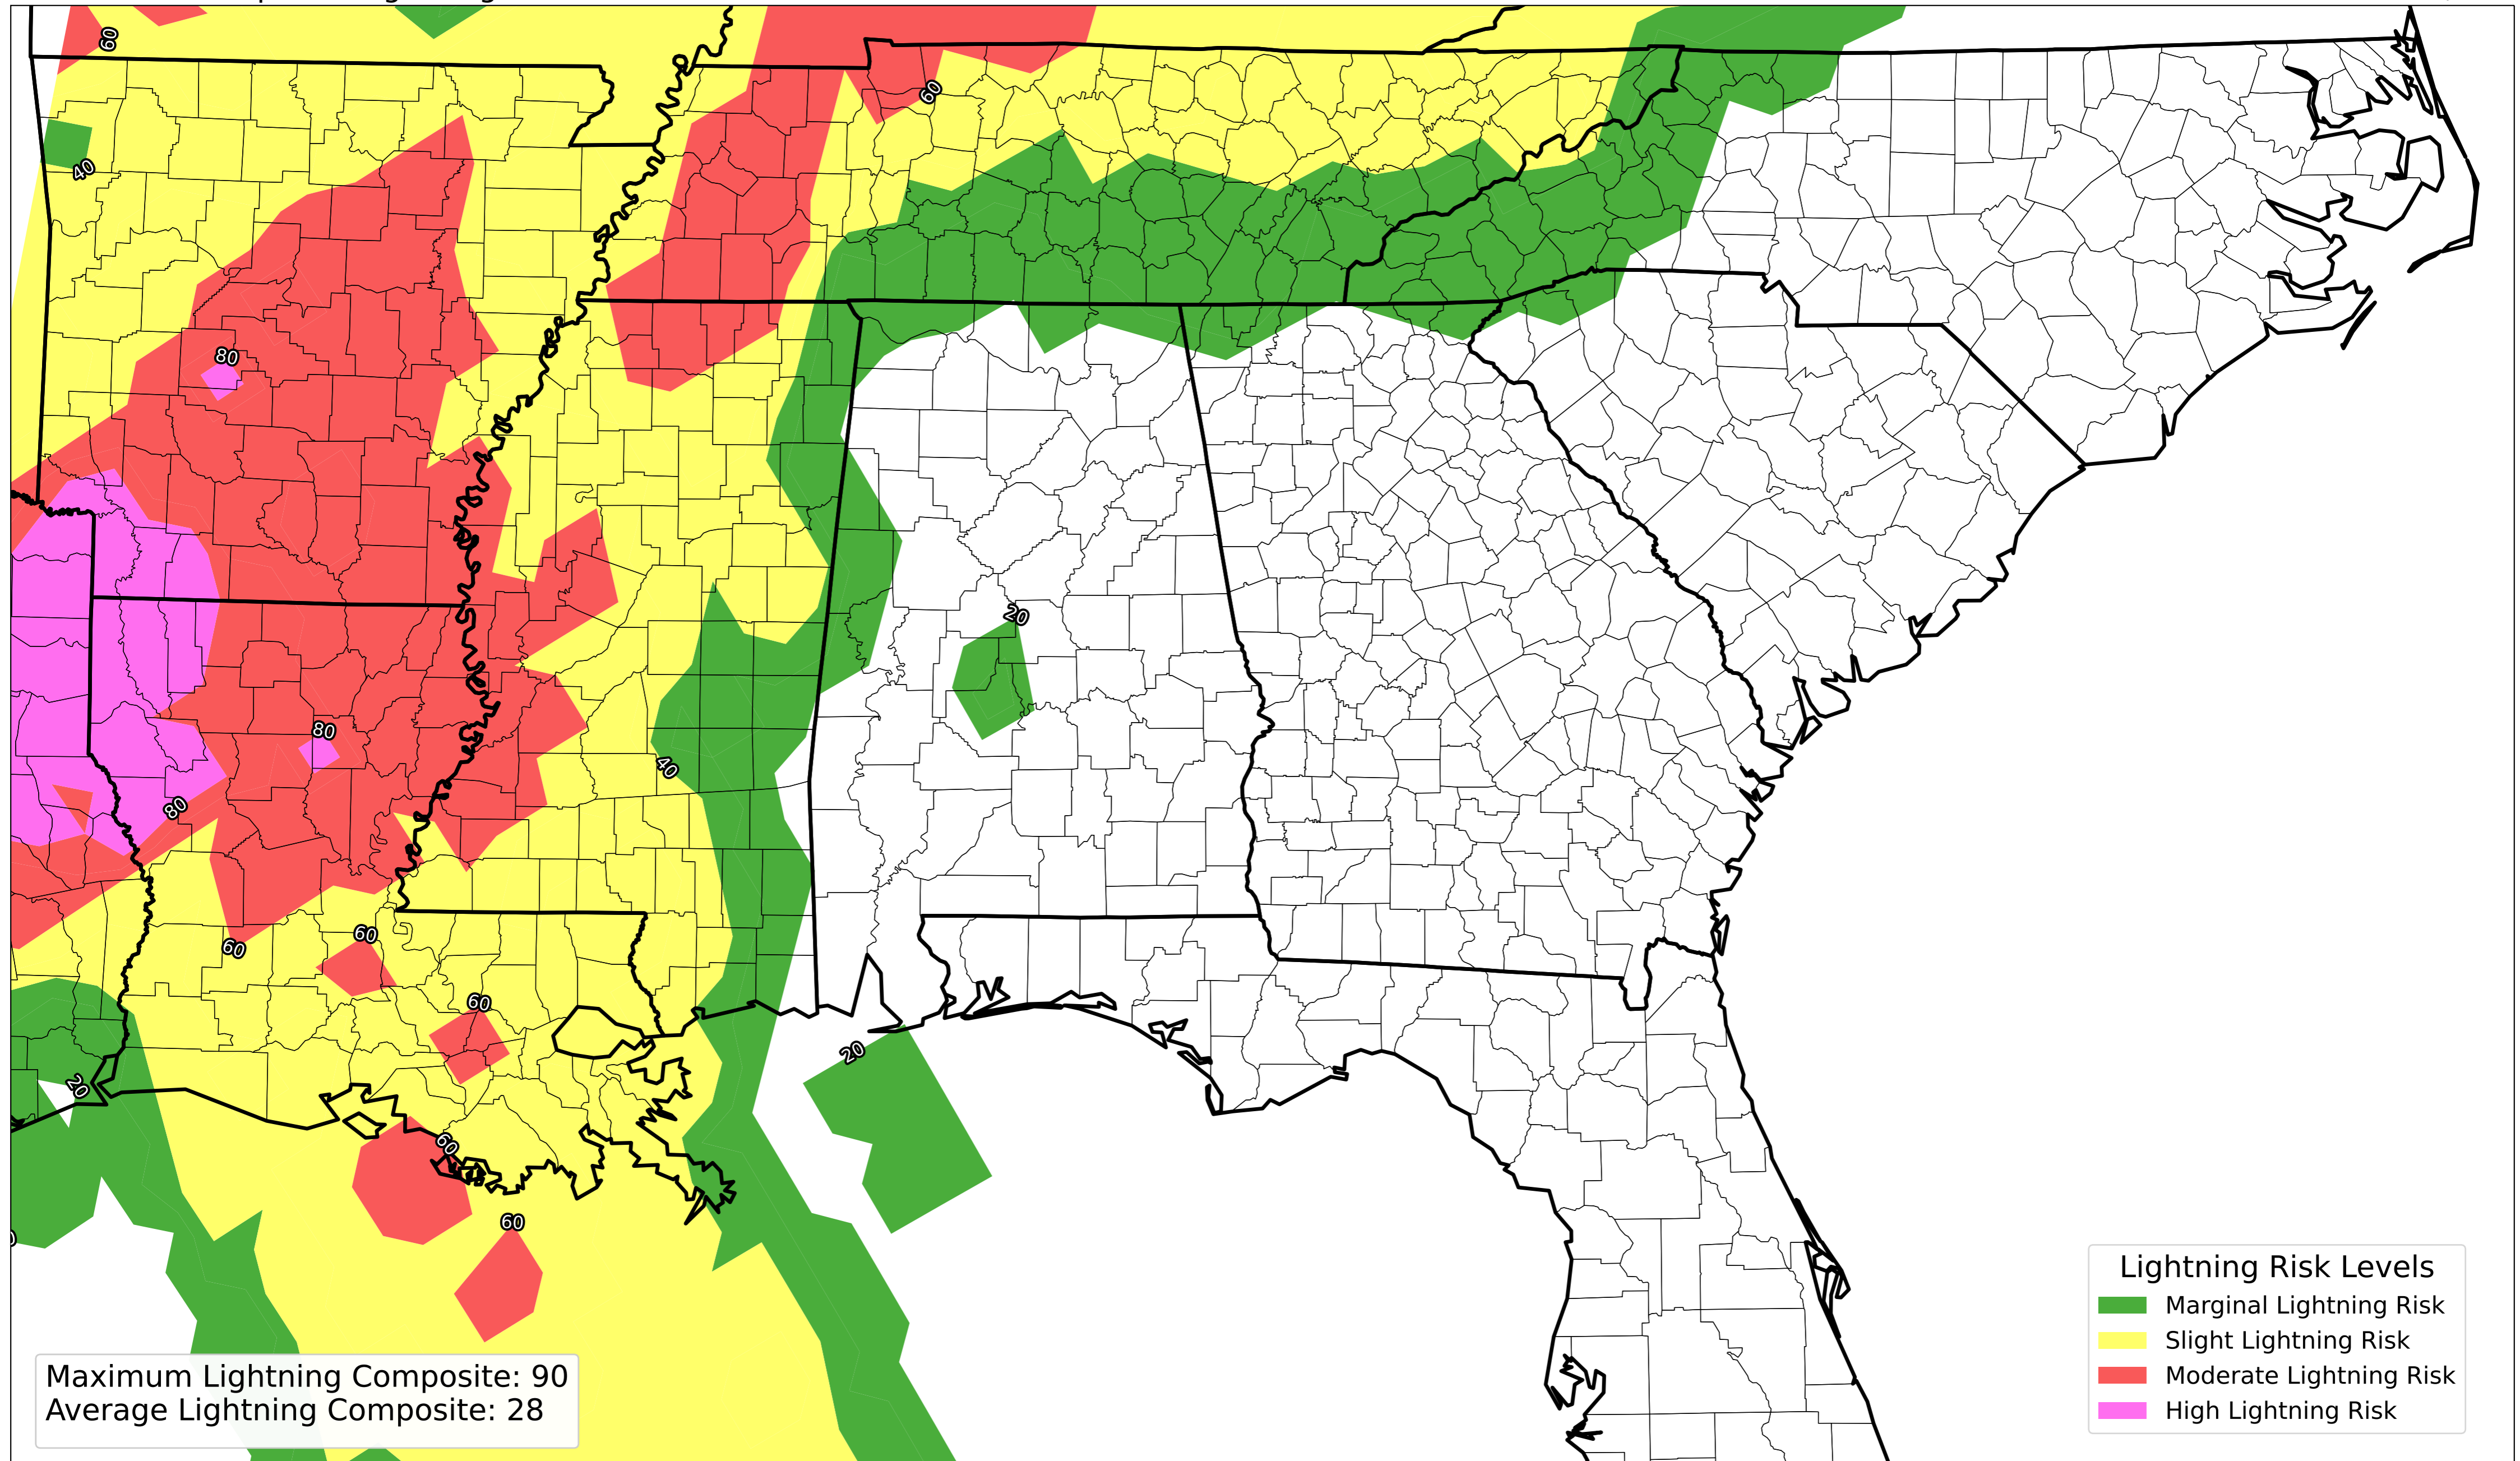 60
60
40
80
20
80
40
80
60
60
60
20
20
60
60
Lightning Risk Levels
Marginal Lightning Risk
Slight Lightning Risk
Moderate Lightning Risk
High Lightning Risk
Maximum Lightning Composite: 90
Average Lightning Composite: 28